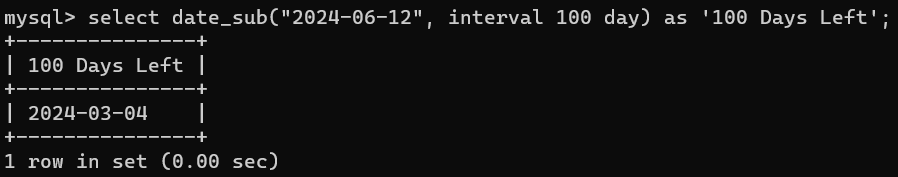 mysql> select date_sub("2024-06-12", interval 100 day) as '100 Days Left';
+---------------+
| 100 Days Left |
+---------------+
| 2024-03-04    |
+---------------+
1 row in set (0.00 sec)